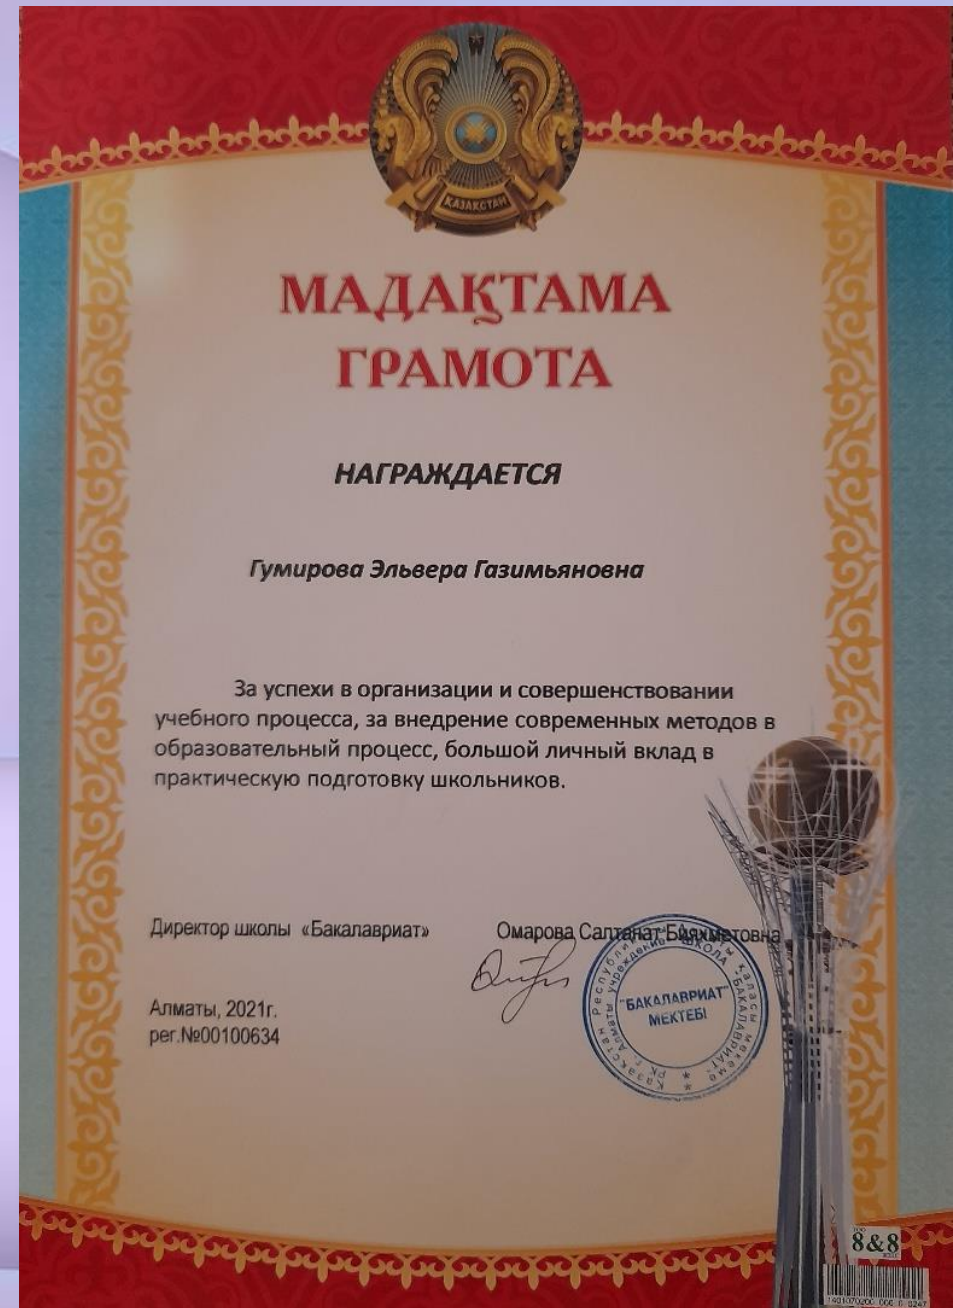 ҚАЗАҚСТАН
МАДАҚТАМА
ГРАМОТА
НАГРАЖДАЕТСЯ
Гумирова Эльвера Газимьяновна
За успехи в организации и совершенствовании
учебного процесса, за внедрение современных методов в
образовательный процесс, большой личный вклад в
практическую подготовку школьников.
Директор школы «Бакалавриат» Омарова Салтанат Бияхметовна
"БАКАЛАВРИАТ"
МЕКТЕБІ
Алматы, 2021г.
рег.№00100634
8&8